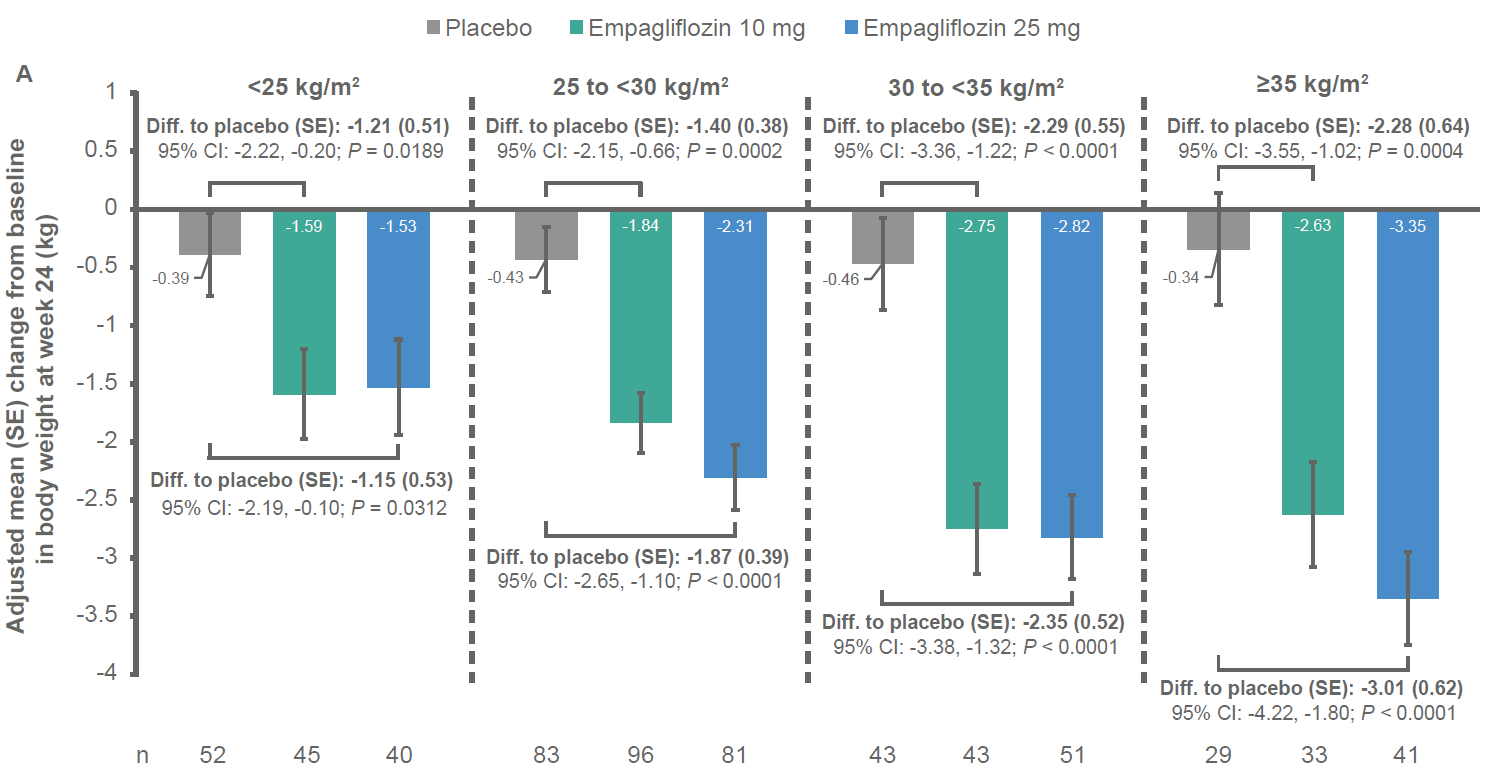 Placebo Empagliflozin 10 mg Empagliflozin 25 mg
A
Adjusted mean (SE) change from baseline
in body weight at week 24 (kg)
1
0.5
0
-0.5
-1
-1.5
-2
-2.5
-3
-3.5
-4
<25 kg/m²
Diff. to placebo (SE): -1.21 (0.51)
95% CI: -2.22, -0.20; P = 0.0189
-0.39
-1.59
-1.53
Diff. to placebo (SE): -1.15 (0.53)
95% CI: -2.19, -0.10; P = 0.0312
25 to <30 kg/m²
Diff. to placebo (SE): -1.40 (0.38)
95% CI: -2.15, -0.66; P = 0.0002
-0.43
-1.84
-2.31
Diff. to placebo (SE): -1.87 (0.39)
95% CI: -2.65, -1.10; P < 0.0001
30 to <35 kg/m²
Diff. to placebo (SE): -2.29 (0.55)
95% CI: -3.36, -1.22; P < 0.0001
-0.46
-2.75
-2.82
Diff. to placebo (SE): -2.35 (0.52)
95% CI: -3.38, -1.32; P < 0.0001
≥35 kg/m²
Diff. to placebo (SE): -2.28 (0.64)
95% CI: -3.55, -1.02; P = 0.0004
-0.34
-2.63
-3.35
Diff. to placebo (SE): -3.01 (0.62)
95% CI: -4.22, -1.80; P < 0.0001
n 52 45 40 83 96 81 43 43 51 29 33 41